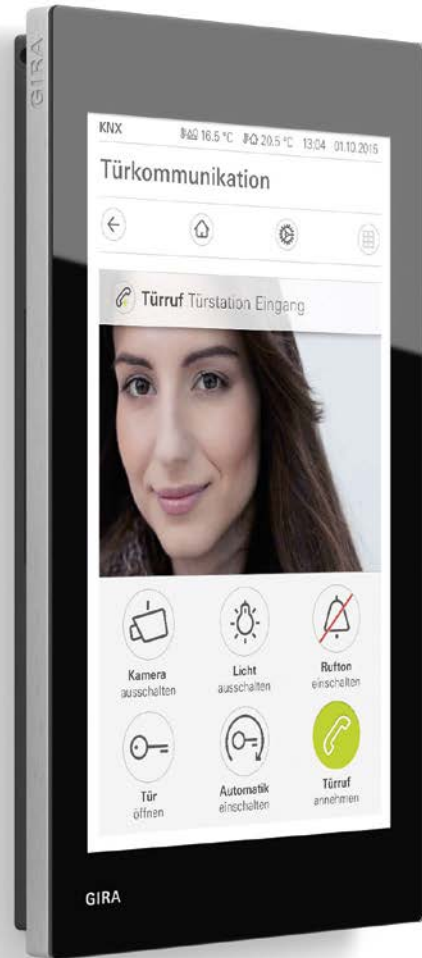 GIRA
KNX 16.5 °C 20.5 °C 13:04 01.10.2015
Türkommunikation
Türruf Türstation Eingang
Kamera
ausschalten
Licht
ausschalten
Rufton
einschalten
Tür
öffnen
Automatik
einschalten
Türruf
annehmen
GIRA